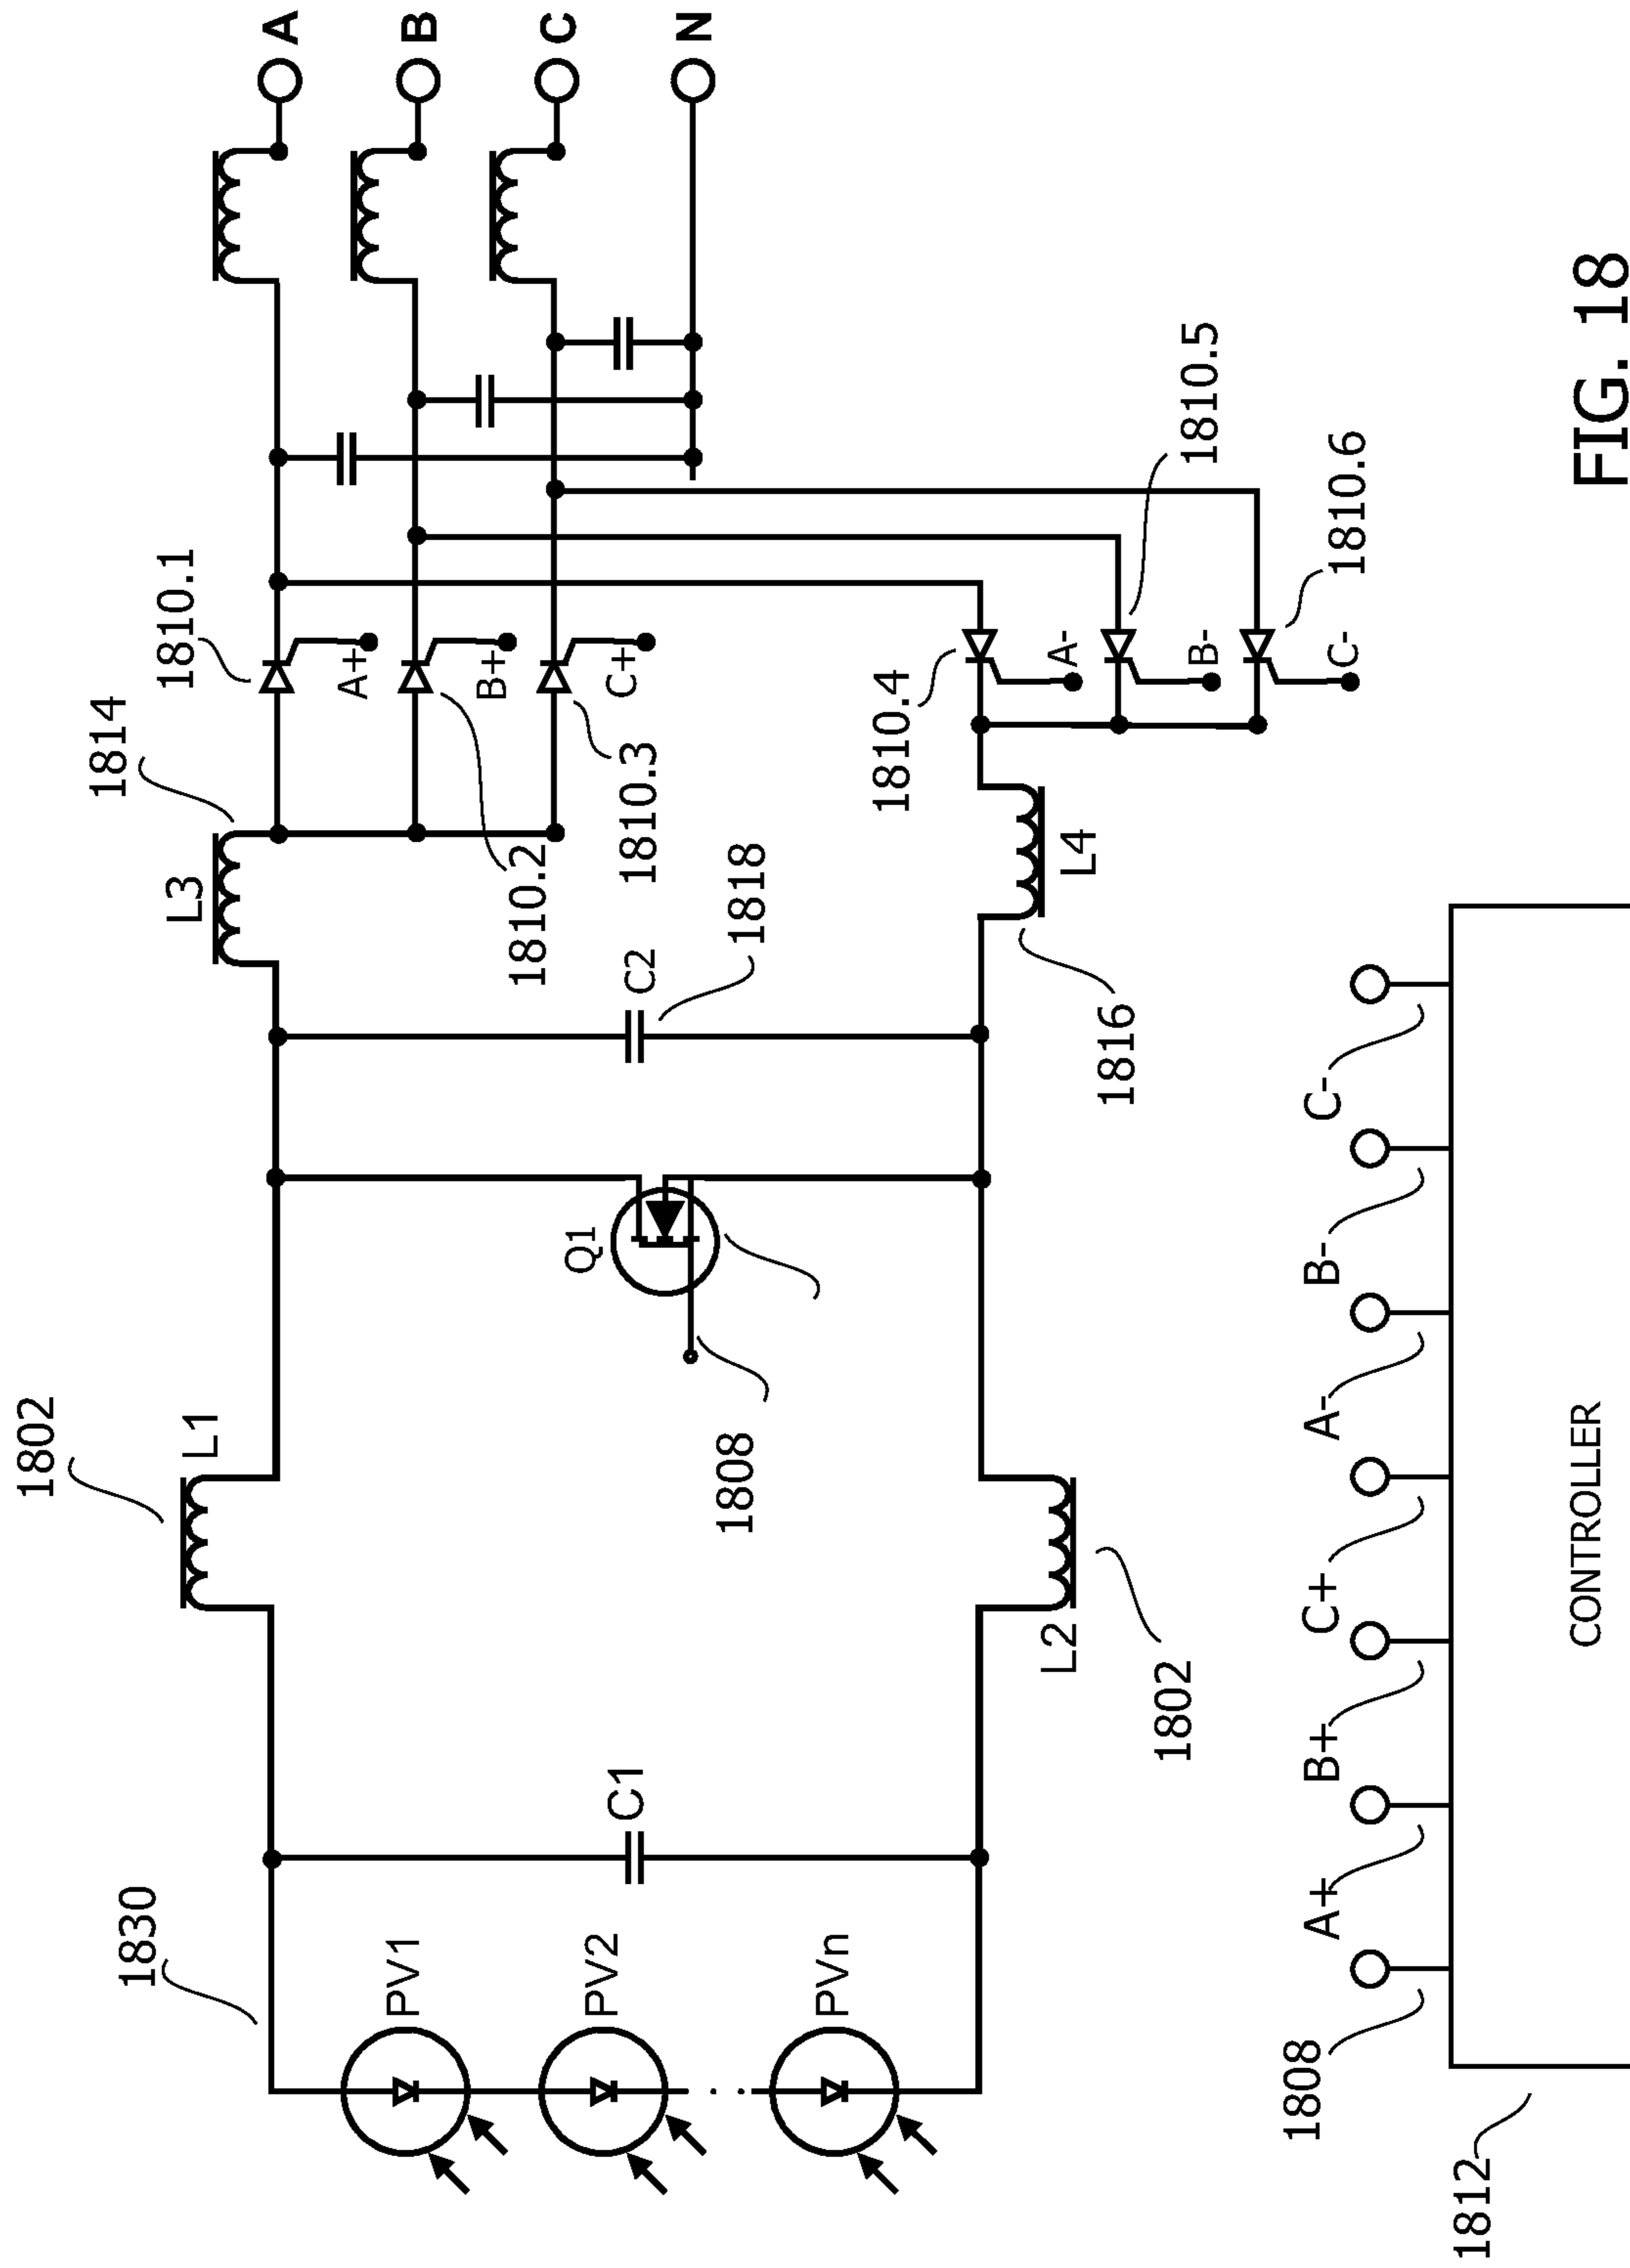 1830
PV1
PV2
PVn
C1
1802
L1
L2
1802
Q1
1808
C2
1818
L3
1814
L4
1816
1810.1
A+
1810.2
B+
1810.3
C+
1810.4
A-
1810.5
B-
1810.6
C-
A
B
C
N
1808
A+
B+
C+
A-
B-
C-
1812
CONTROLLER
FIG. 18